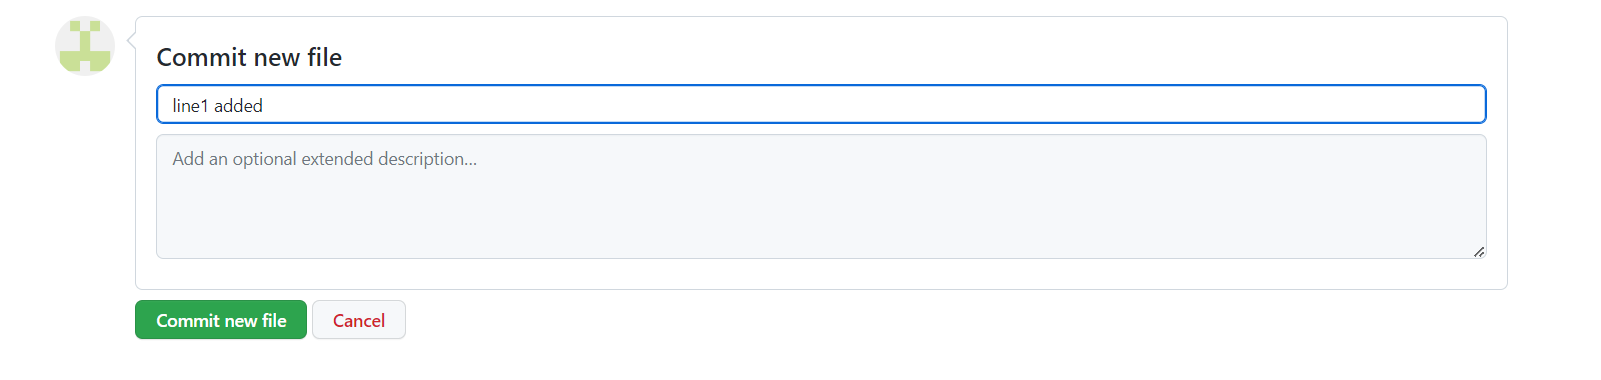 Commit new file
line1 added
Add an optional extended description...
Commit new file
Cancel